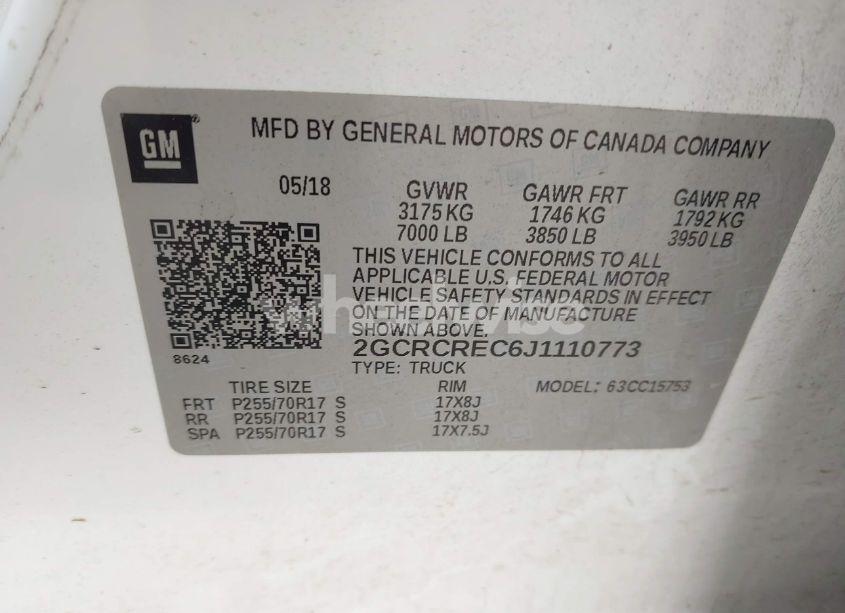 GM
MFD BY GENERAL MOTORS OF CANADA COMPANY
05/18 GVWR GAWR FRT GAWR RR
3175 KG 1746 KG 1792 KG
7000 LB 3850 LB 3950 LB
THIS VEHICLE CONFORMS TO ALL
APPLICABLE U.S. FEDERAL MOTOR
VEHICLE SAFETY STANDARDS IN EFFECT
ON THE DATE OF MANUFACTURE
SHOWN ABOVE.
2GCRCREC6J1110773
8624
TYPE: TRUCK
TIRE SIZE RIM MODEL: 63CC15753
FRT P255/70R17 S 17X8J
RR P255/70R17 S 17X8J
SPA P255/70R17 S 17X7.5J